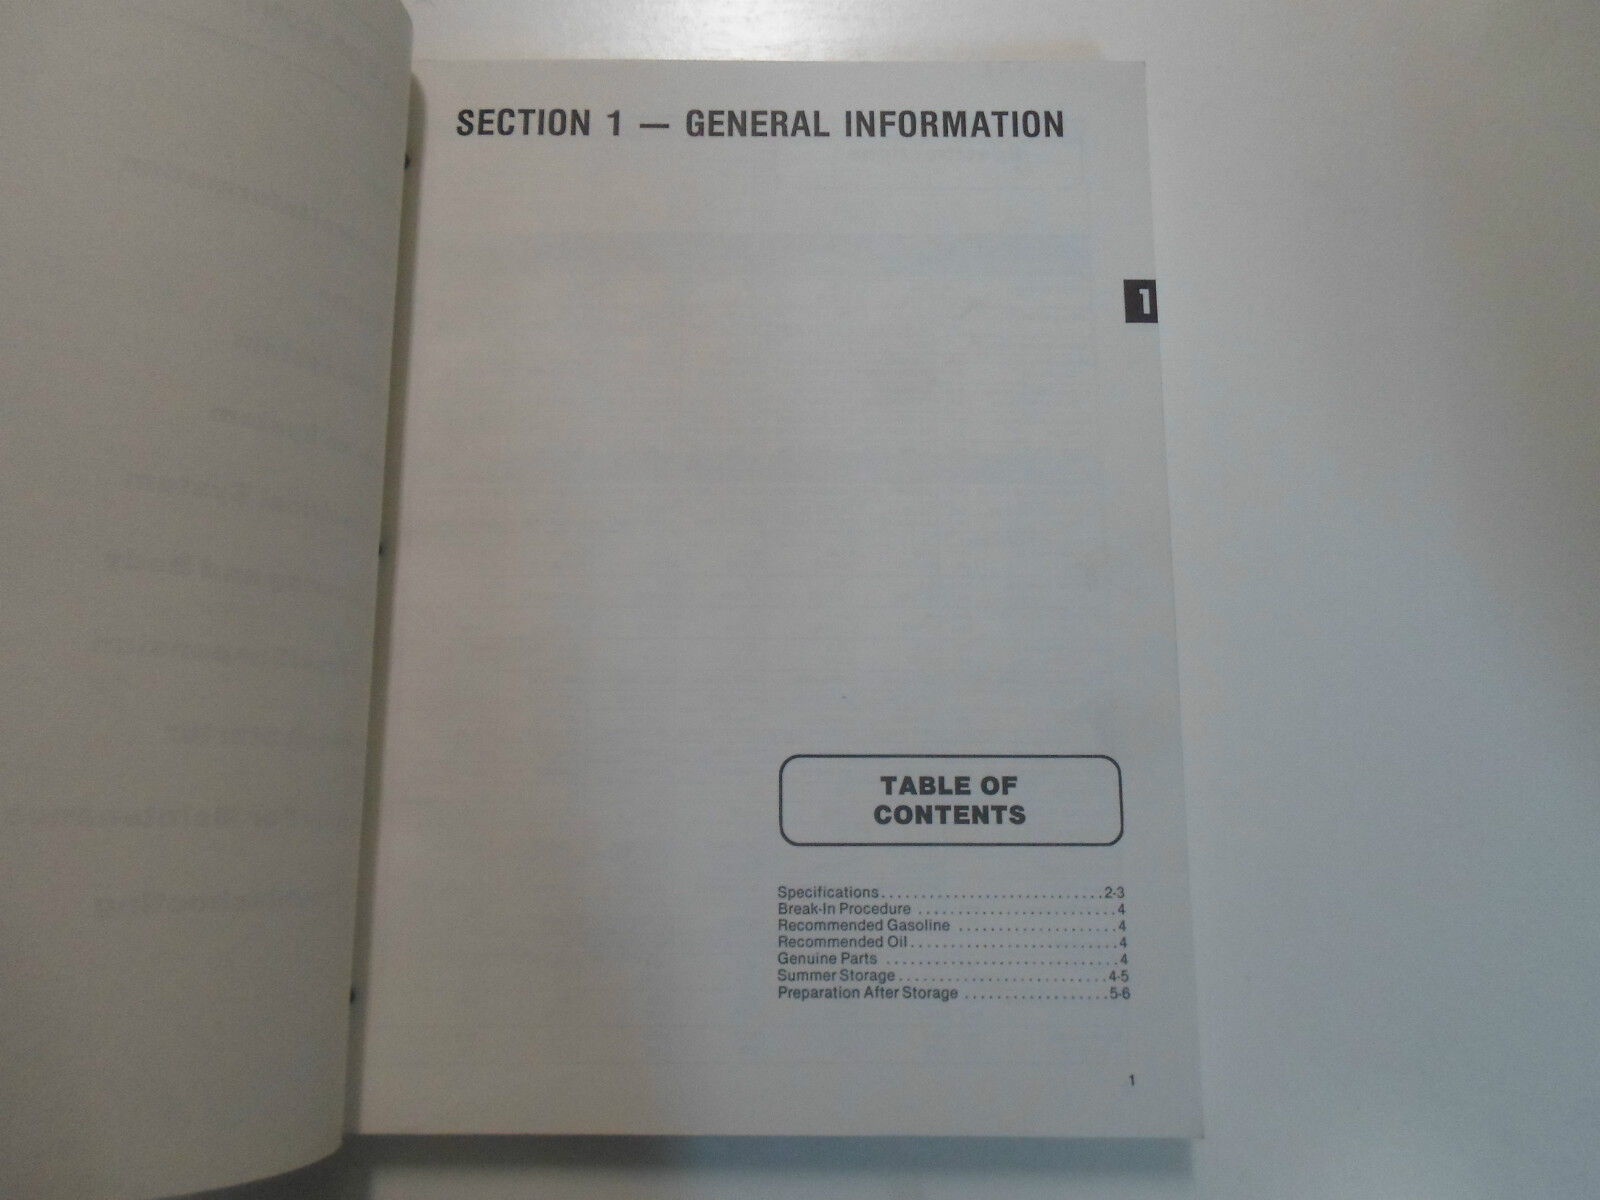 SECTION 1 — GENERAL INFORMATION
1
TABLE OF
CONTENTS
Specifications............................2-3
Break-In Procedure .........................4
Recommended Gasoline ....................4
Recommended Oil..........................4
Genuine Parts ..............................4
Summer Storage...........................4-5
Preparation After Storage ..................5-6
1